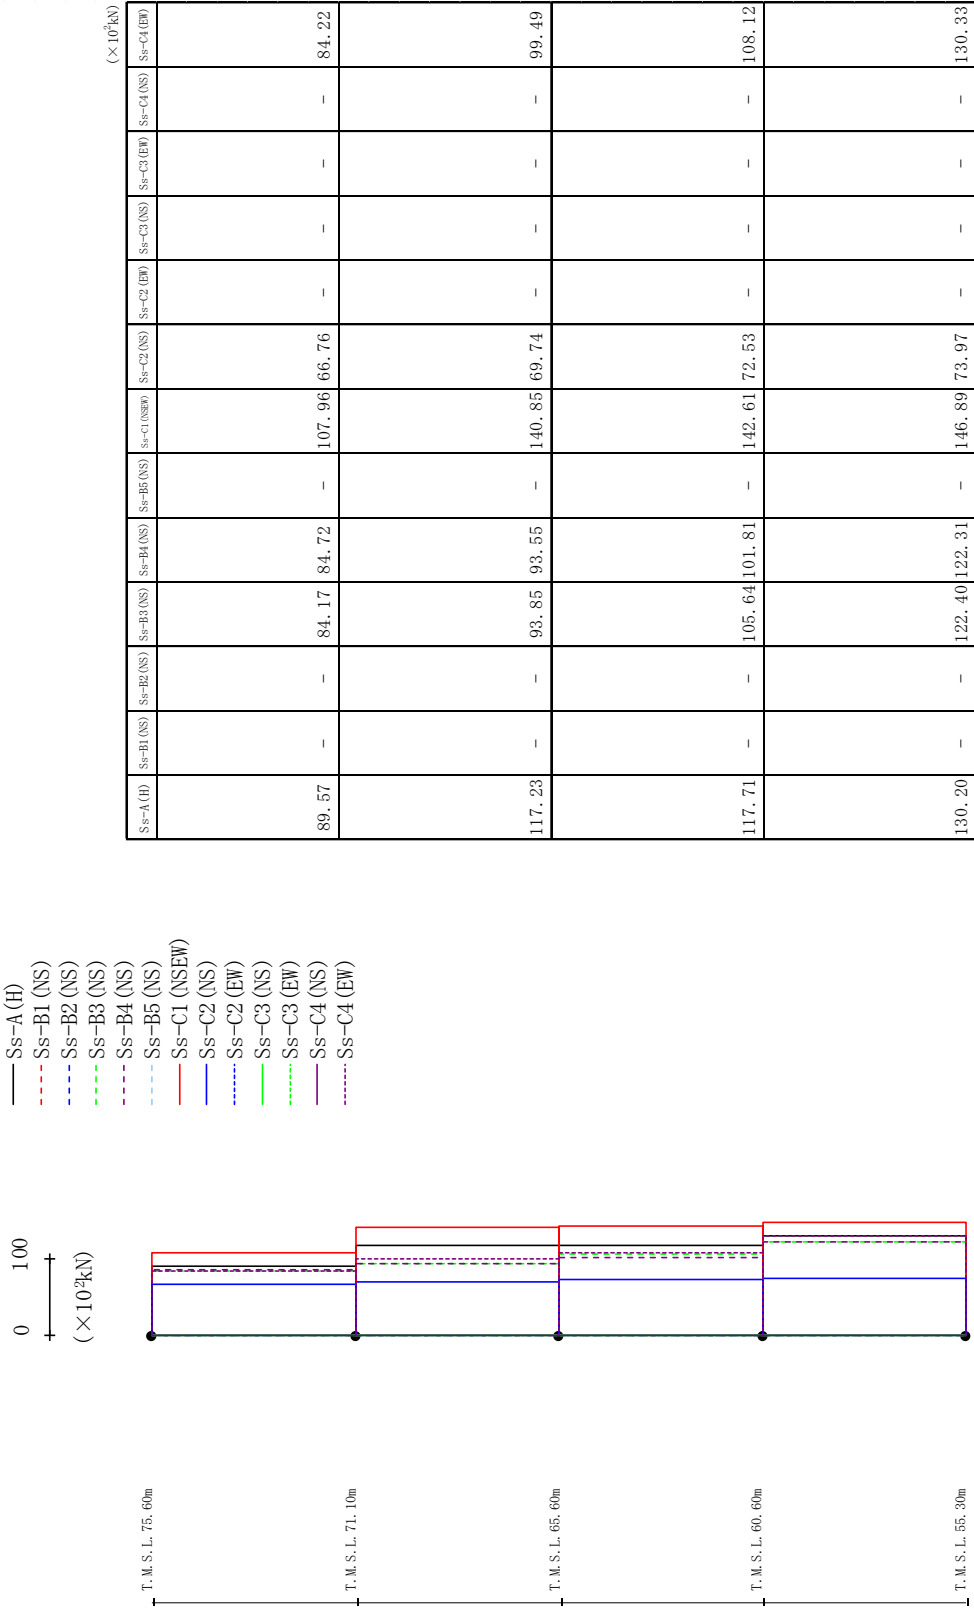 (×10²kN)
Ss-A(H) Ss-B1(NS) Ss-B2(NS) Ss-B3(NS) Ss-B4(NS) Ss-B5(NS) Ss-C1(NSEW) Ss-C2(NS) Ss-C2(EW) Ss-C3(NS) Ss-C3(EW) Ss-C4(NS) Ss-C4(EW)
89.57 - - 84.17 84.72 - 107.96 66.76 - - - - 84.22
117.23 - - 93.85 93.55 - 140.85 69.74 - - - - 99.49
117.71 - - 105.64 101.81 - 142.61 72.53 - - - - 108.12
130.20 - - 122.40 122.31 - 146.89 73.97 - - - - 130.33
Ss-A(H)
Ss-B1(NS)
Ss-B2(NS)
Ss-B3(NS)
Ss-B4(NS)
Ss-B5(NS)
Ss-C1(NSEW)
Ss-C2(NS)
Ss-C2(EW)
Ss-C3(NS)
Ss-C3(EW)
Ss-C4(NS)
Ss-C4(EW)
0 100
(×10²kN)
T.M.S.L.75.60m
T.M.S.L.71.10m
T.M.S.L.65.60m
T.M.S.L.60.60m
T.M.S.L.55.30m